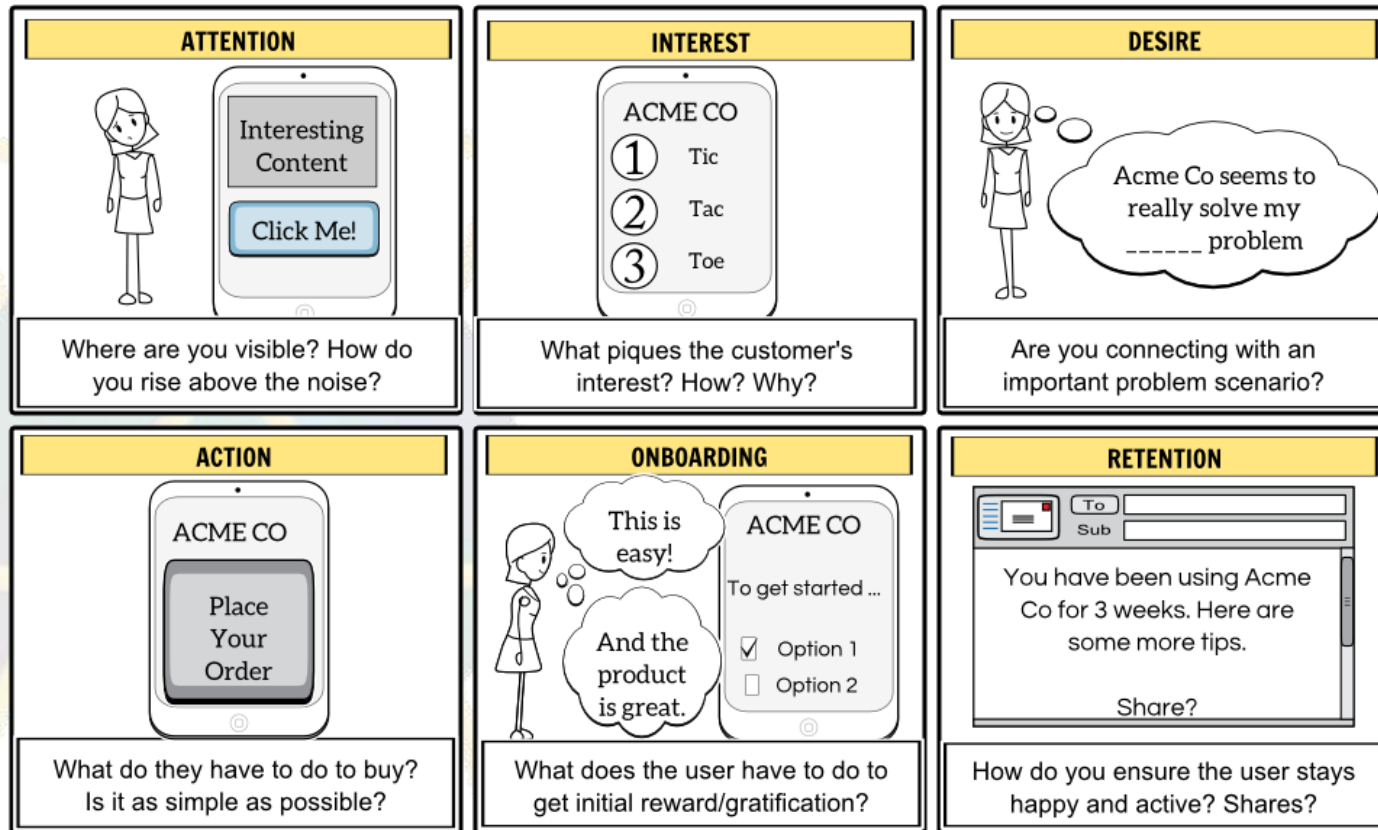 ATTENTION
Interesting
Content
Click Me!
Where are you visible? How do
you rise above the noise?
INTEREST
ACME CO
1 Tic
2 Tac
3 Toe
What piques the customer's
interest? How? Why?
DESIRE
Acme Co seems to
really solve my
______ problem
Are you connecting with an
important problem scenario?
ACTION
ACME CO
Place
Your
Order
What do they have to do to buy?
Is it as simple as possible?
ONBOARDING
This is
easy!
And the
product
is great.
ACME CO
To get started ...
Option 1
Option 2
What does the user have to do to
get initial reward/gratification?
RETENTION
To
Sub
You have been using Acme
Co for 3 weeks. Here are
some more tips.
Share?
How do you ensure the user stays
happy and active? Shares?